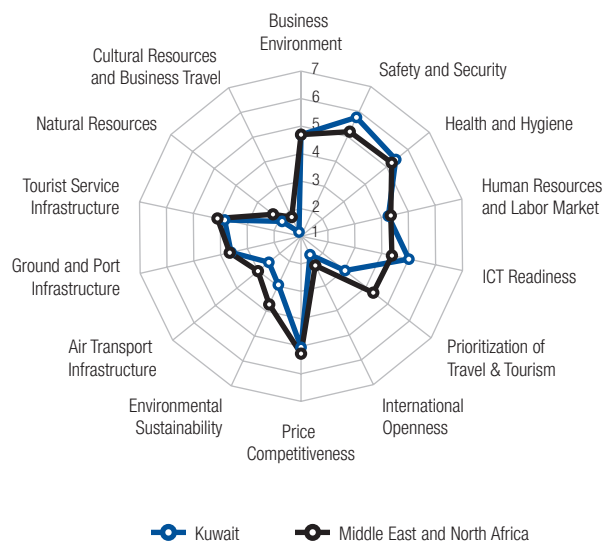 Business
Environment
Safety and Security
Health and Hygiene
Human Resources
and Labor Market
ICT Readiness
Prioritization of
Travel & Tourism
International
Openness
Price
Competitiveness
Environmental
Sustainability
Air Transport
Infrastructure
Ground and Port
Infrastructure
Tourist Service
Infrastructure
Natural Resources
Cultural Resources
and Business Travel
7
6
5
4
3
2
1
Kuwait
Middle East and North Africa